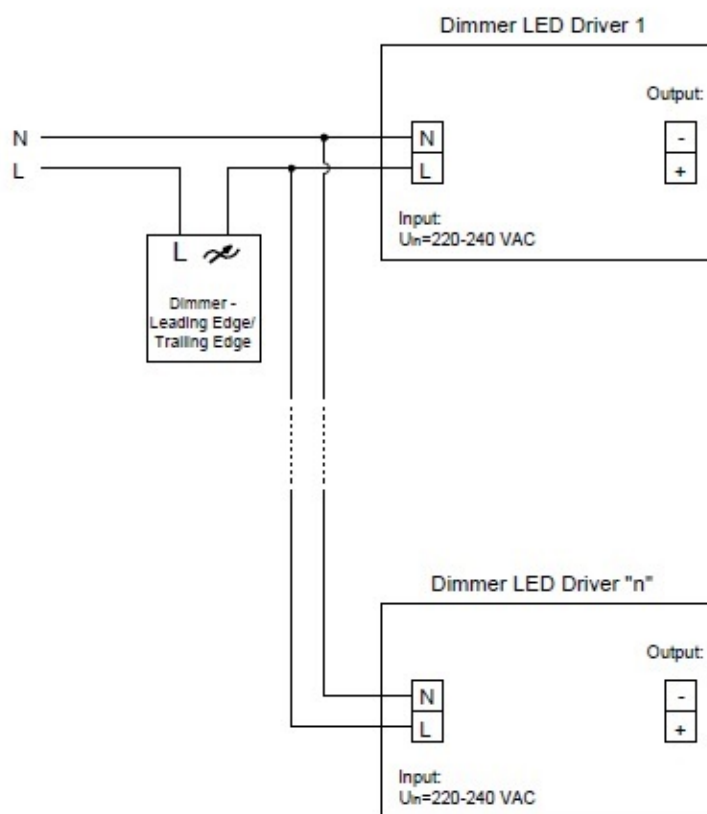 Dimmer LED Driver 1
Output:
N
N
-
L
L
+
Input:
Uin=220-240 VAC
L
Dimmer -
Leading Edge/
Trailing Edge
Dimmer LED Driver "n"
Output:
N
-
L
+
Input:
Uin=220-240 VAC